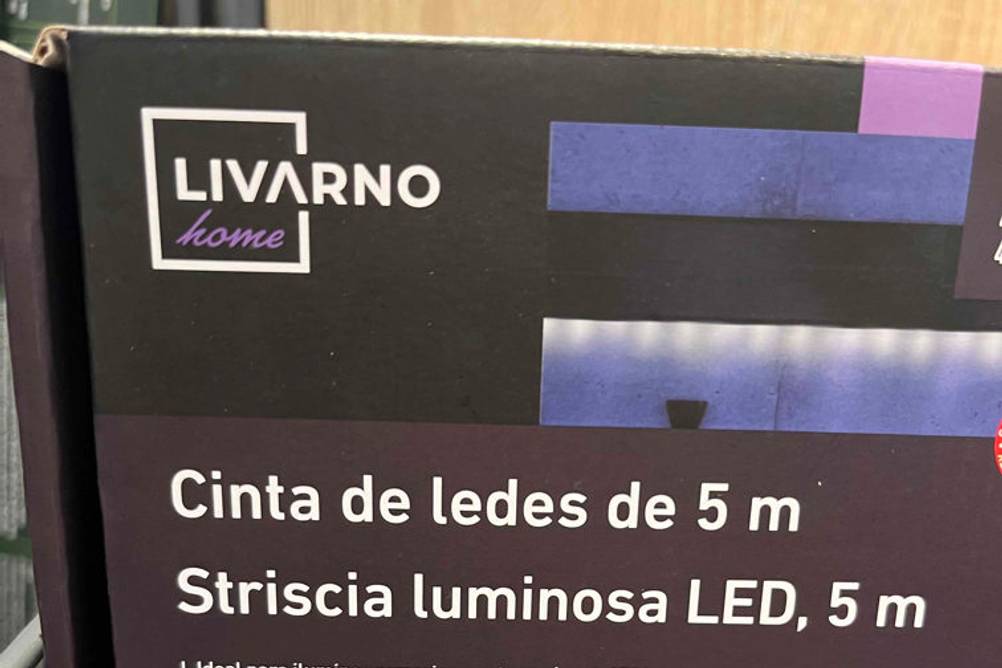 LIVARNO
home
Cinta de ledes de 5 m
Striscia luminosa LED, 5 m